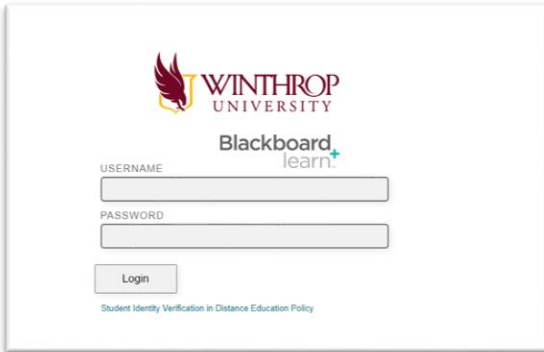 WINTHROP
UNIVERSITY
Blackboard
learn+
USERNAME
PASSWORD
Login
Student Identity Verification in Distance Education Policy